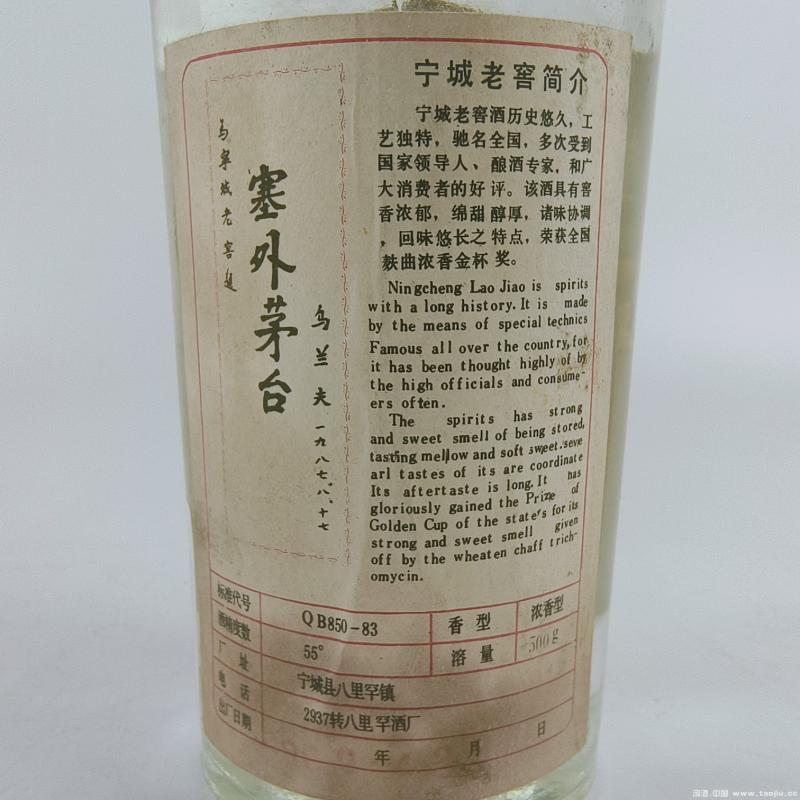 为宁城老窖题
塞外茅台
乌兰夫 一九八七、八、十七
宁城老窖简介
宁城老窖酒历史悠久，工
艺独特，驰名全国，多次受到
国家领导人、酿酒专家，和广
大消费者的好评。该酒具有窖
香浓郁，绵甜醇厚，诸味协调
，回味悠长之特点，荣获全国
麸曲浓香金杯奖。
Ningcheng Lao Jiao is spirits
with a long history. It is made
by the means of special technics
Famous all over the country, for
it has been thought highly of by
the high officials and consume-
ers often.
The spirits has strong
and sweet smell of being stored,
tasting mellow and soft sweet.seve
arl tastes of its are coordinate
Its aftertaste is long. It has
gloriously gained the Prize of
Golden Cup of the state's for its
strong and sweet smell given
off by the wheaten chaff trich-
omycin.
标准代号 QB850-83 香型 浓香型
酒精度数 55° 溶量 500g
厂址 宁城县八里罕镇
电话 2937转八里罕酒厂
出厂日期 年 月 日
淘酒.中国 www.taojiu.cc